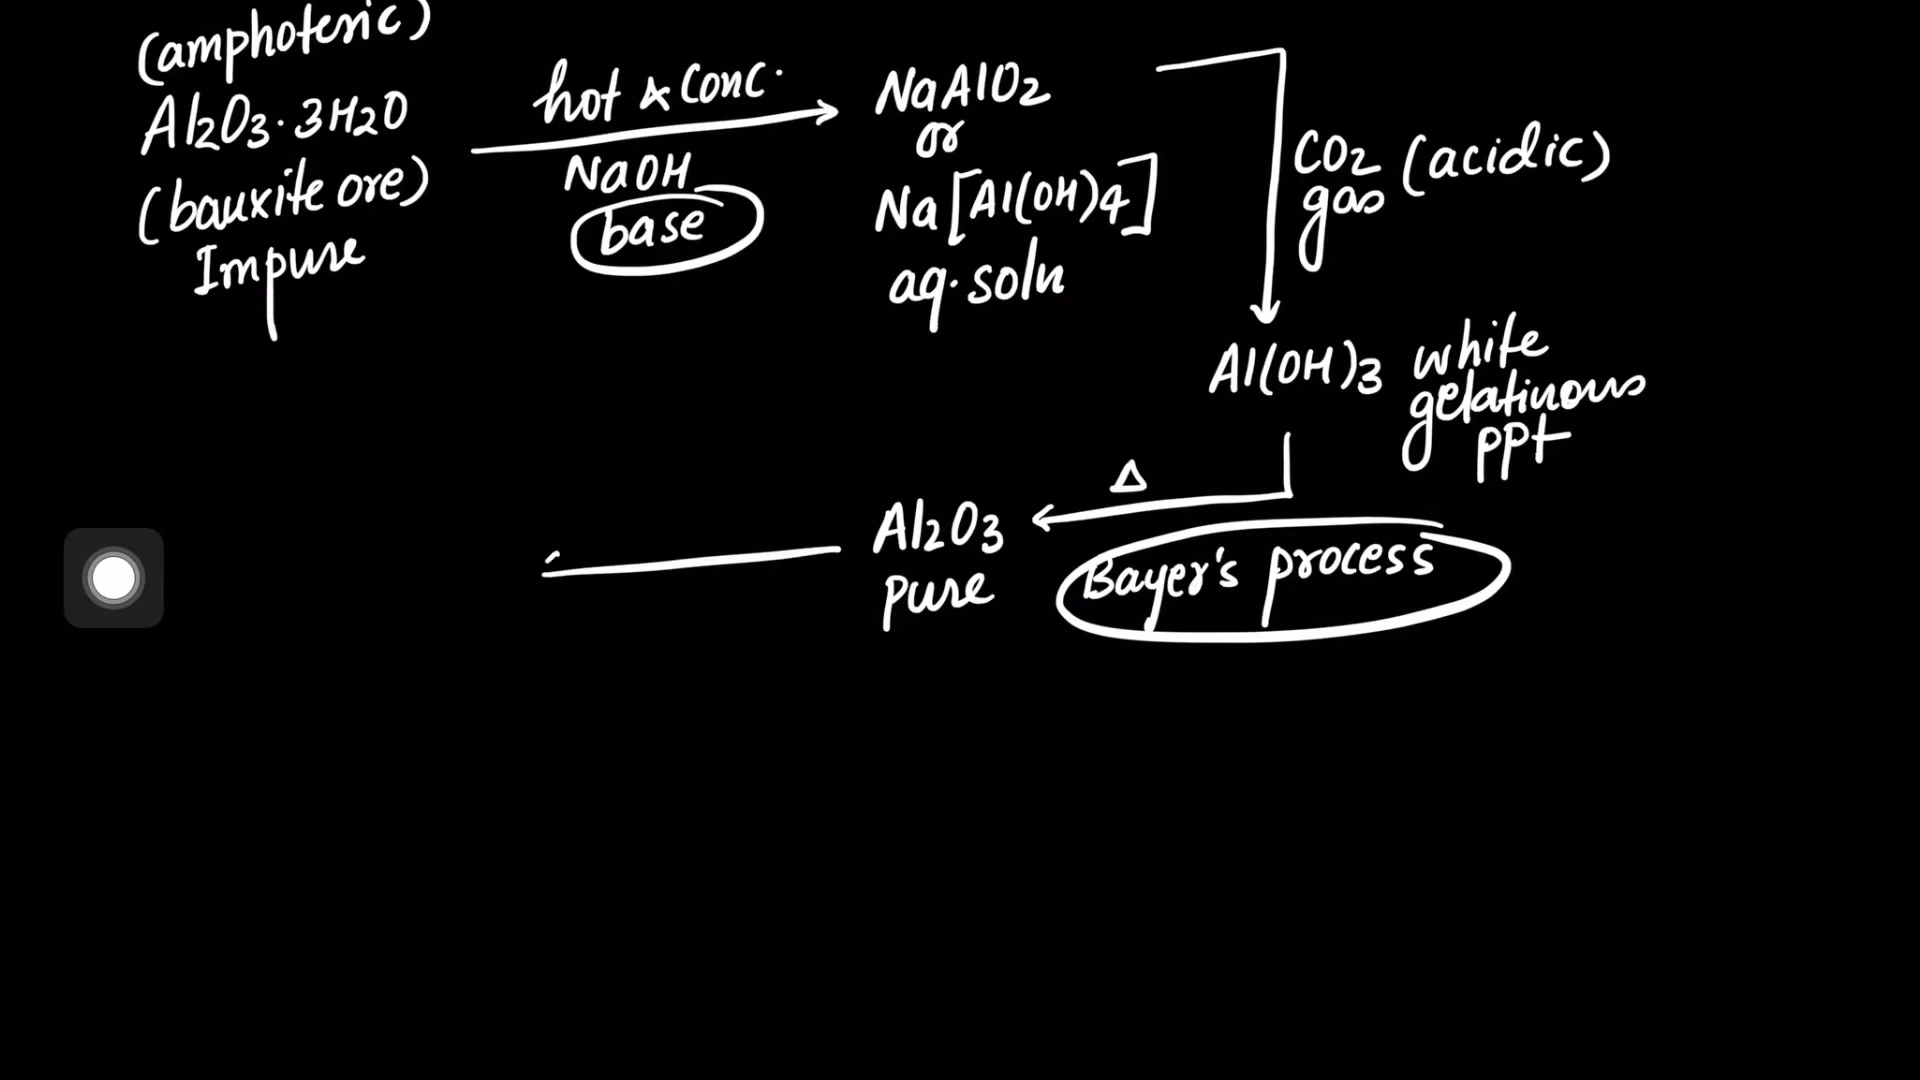 (amphoteric)
Al2O3.3H2O
(bauxite ore)
Impure
hot & Conc.
NaOH
base
NaAlO2
or
Na[Al(OH)4]
aq.soln
CO2 (acidic)
gas
Al(OH)3 white
gelatinous
ppt
Δ
Al2O3
pure
Bayer's process